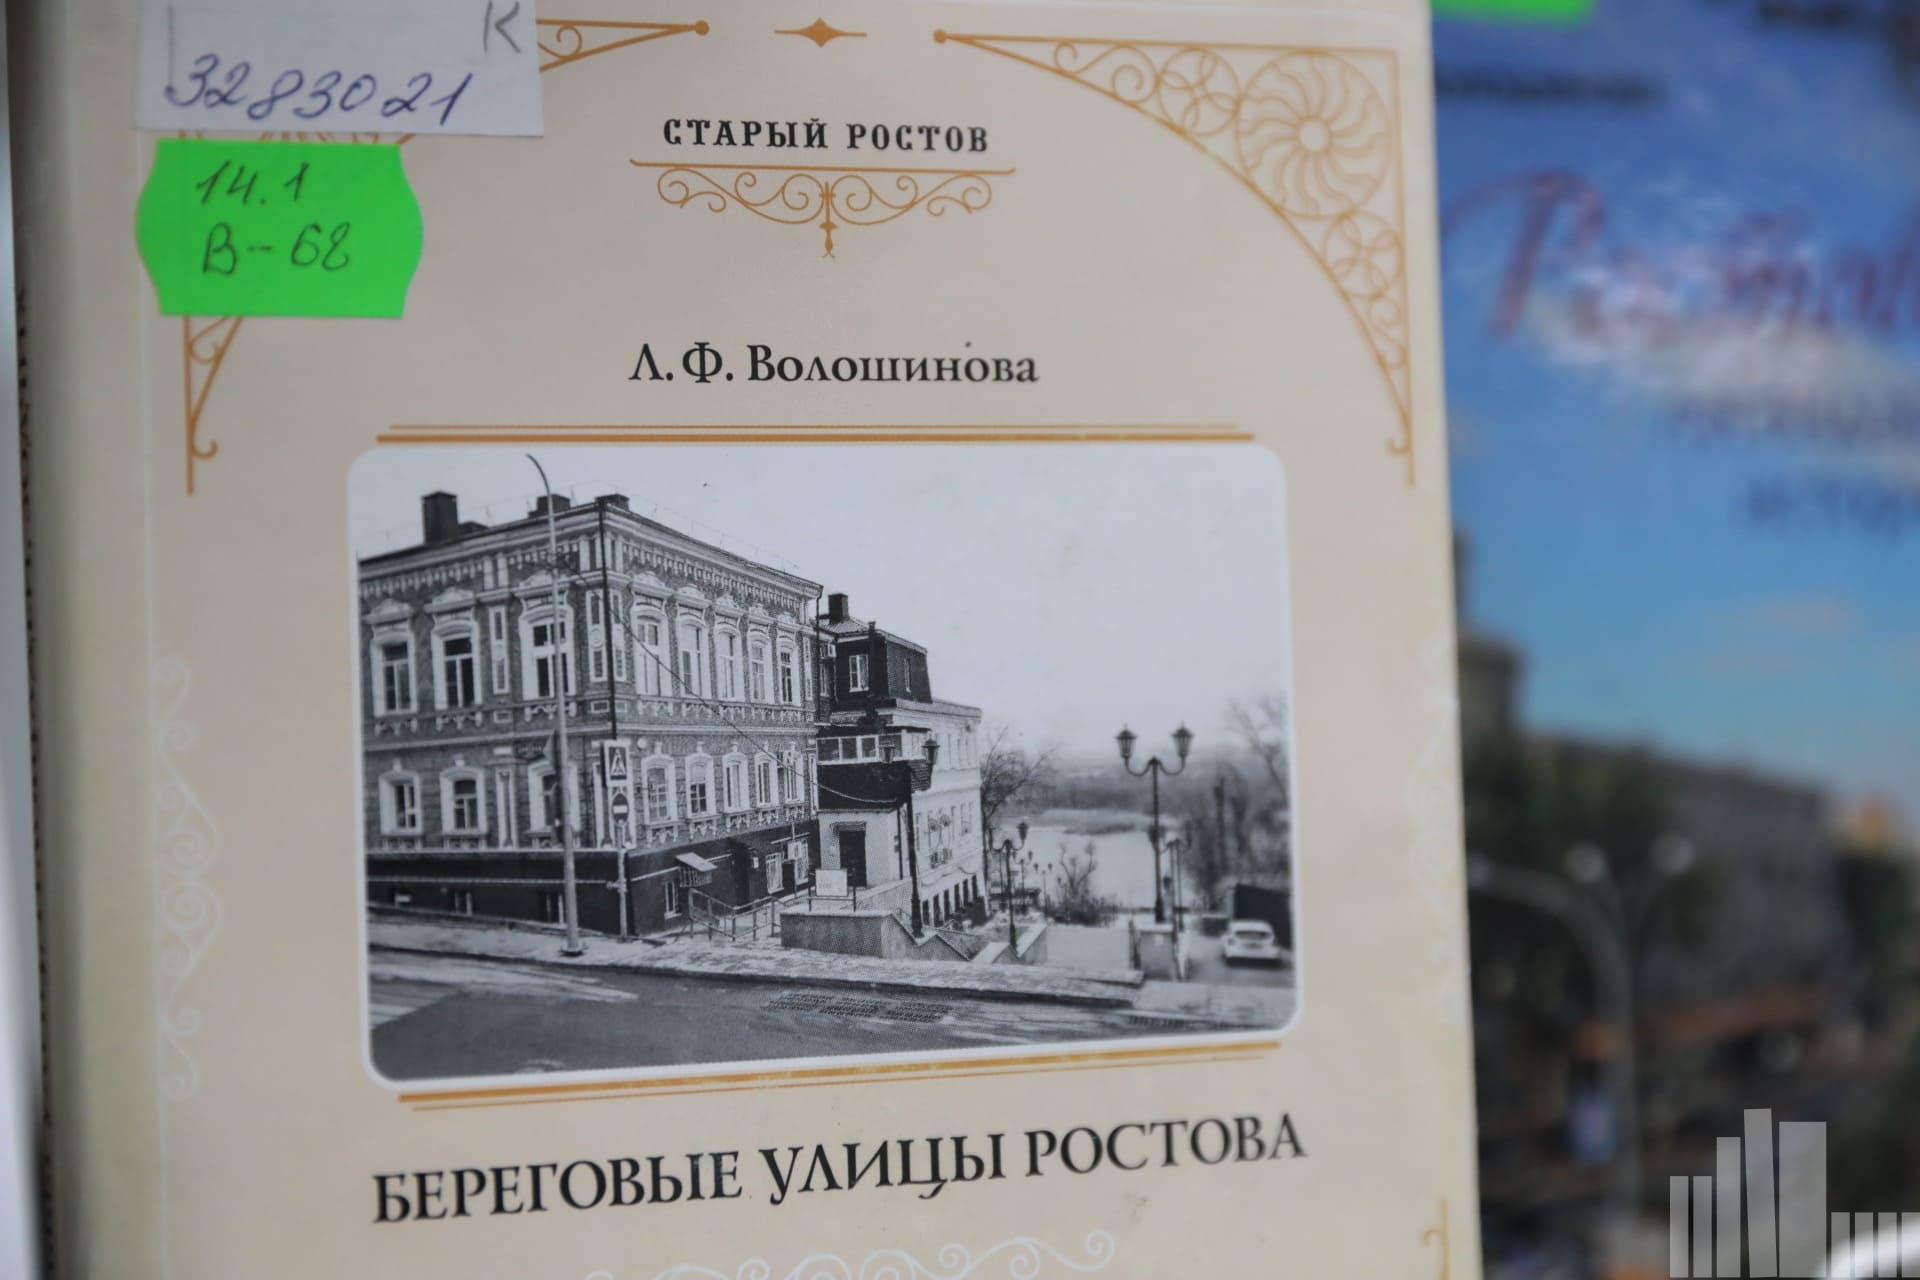 К
3283021
14.1
В-68
СТАРЫЙ РОСТОВ
Л. Ф. Волошинова
БЕРЕГОВЫЕ УЛИЦЫ РОСТОВА